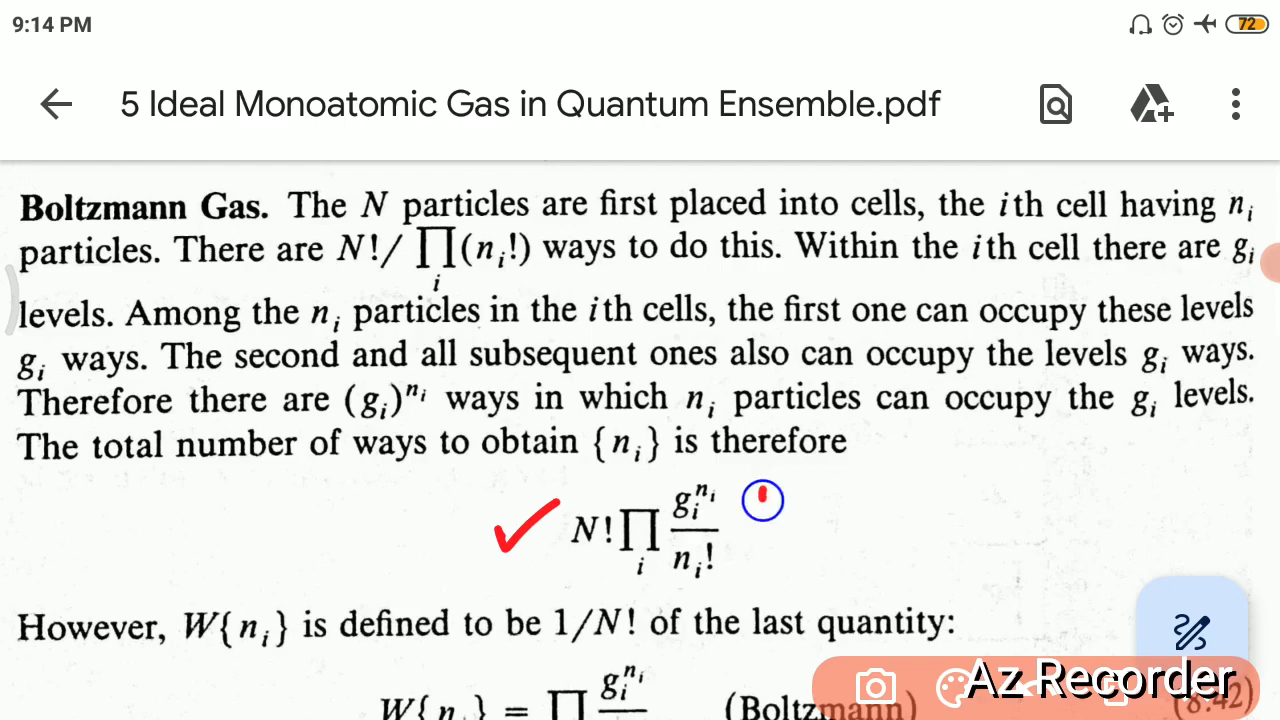 9:14 PM
72
5 Ideal Monoatomic Gas in Quantum Ensemble.pdf
Boltzmann Gas. The N particles are first placed into cells, the ith cell having nᵢ
particles. There are N!/ ∏(nᵢ!) ways to do this. Within the ith cell there are gᵢ
i
levels. Among the nᵢ particles in the ith cells, the first one can occupy these levels
gᵢ ways. The second and all subsequent ones also can occupy the levels gᵢ ways.
Therefore there are (gᵢ)ⁿⁱ ways in which nᵢ particles can occupy the gᵢ levels.
The total number of ways to obtain {nᵢ} is therefore
N! ∏ᵢ gᵢⁿⁱ / nᵢ!
However, W{nᵢ} is defined to be 1/N! of the last quantity:
W{nᵢ} = ∏ gᵢⁿⁱ (Boltzmann) (8.42)
Az Recorder